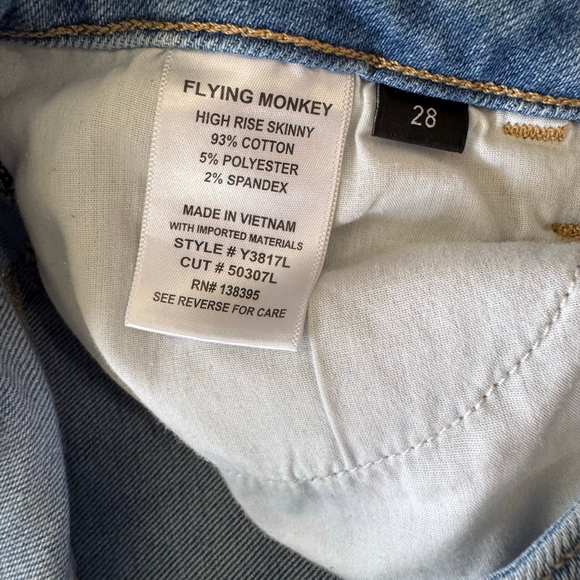 FLYING MONKEY
HIGH RISE SKINNY
93% COTTON
5% POLYESTER
2% SPANDEX
MADE IN VIETNAM
WITH IMPORTED MATERIALS
STYLE # Y3817L
CUT # 50307L
RN# 138395
SEE REVERSE FOR CARE
28